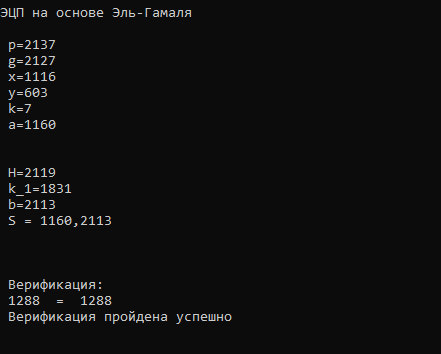 ЭЦП на основе Эль-Гамаля
p=2137
g=2127
x=1116
y=603
k=7
a=1160
H=2119
k_1=1831
b=2113
S = 1160,2113
Верификация:
1288  =  1288
Верификация пройдена успешно